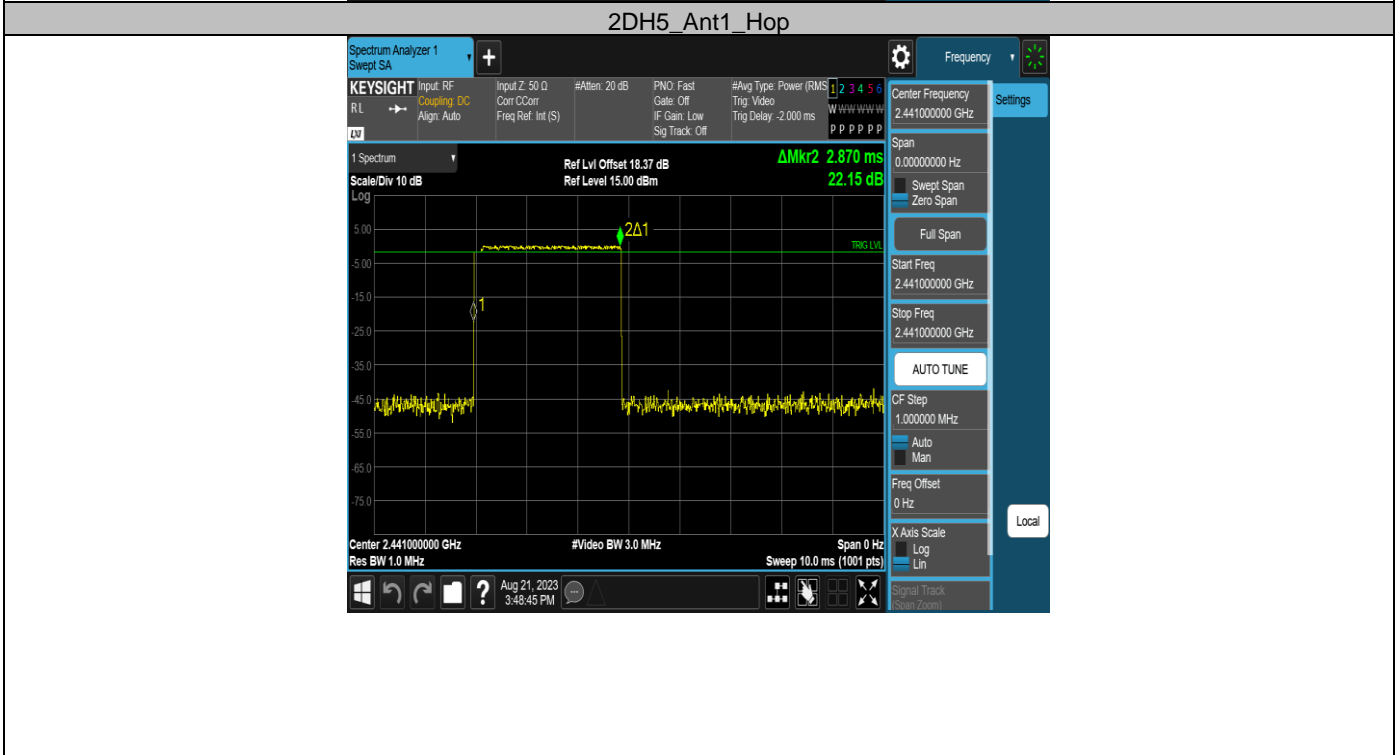 2DH5_Ant1_Hop
Spectrum Analyzer 1
Swept SA
+
Frequency
KEYSIGHT
RL
LXI
Input: RF
Coupling: DC
Align: Auto
Input Z: 50 Ω
Corr CCorr
Freq Ref: Int (S)
#Atten: 20 dB
PNO: Fast
Gate: Off
IF Gain: Low
Sig Track: Off
#Avg Type: Power (RMS
Trig: Video
Trig Delay: -2.000 ms
1 2 3 4 5 6
W W W W W W
P P P P P P
1 Spectrum
Scale/Div 10 dB
Log
Ref Lvl Offset 18.37 dB
Ref Level 15.00 dBm
ΔMkr2 2.870 ms
22.15 dB
5.00
-5.00
-15.0
-25.0
-35.0
-45.0
-55.0
-65.0
-75.0
2Δ1
TRIG LVL
1
Center 2.441000000 GHz
Res BW 1.0 MHz
#Video BW 3.0 MHz
Span 0 Hz
Sweep 10.0 ms (1001 pts)
?
Aug 21, 2023
3:48:45 PM
Center Frequency
2.441000000 GHz
Span
0.00000000 Hz
Swept Span
Zero Span
Full Span
Start Freq
2.441000000 GHz
Stop Freq
2.441000000 GHz
AUTO TUNE
CF Step
1.000000 MHz
Auto
Man
Freq Offset
0 Hz
X Axis Scale
Log
Lin
Signal Track
(Span Zoom)
Settings
Local